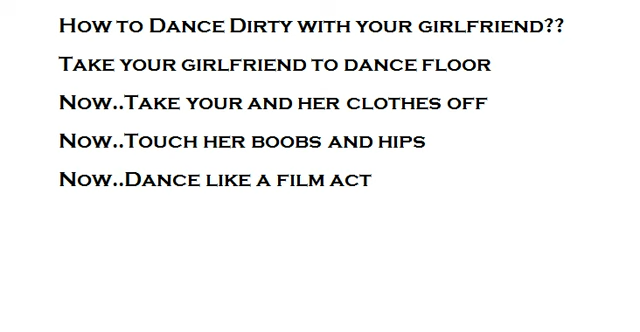 How to Dance Dirty with your girlfriend??
Take your girlfriend to dance floor
Now..Take your and her clothes off
Now..Touch her boobs and hips
Now..Dance like a film act